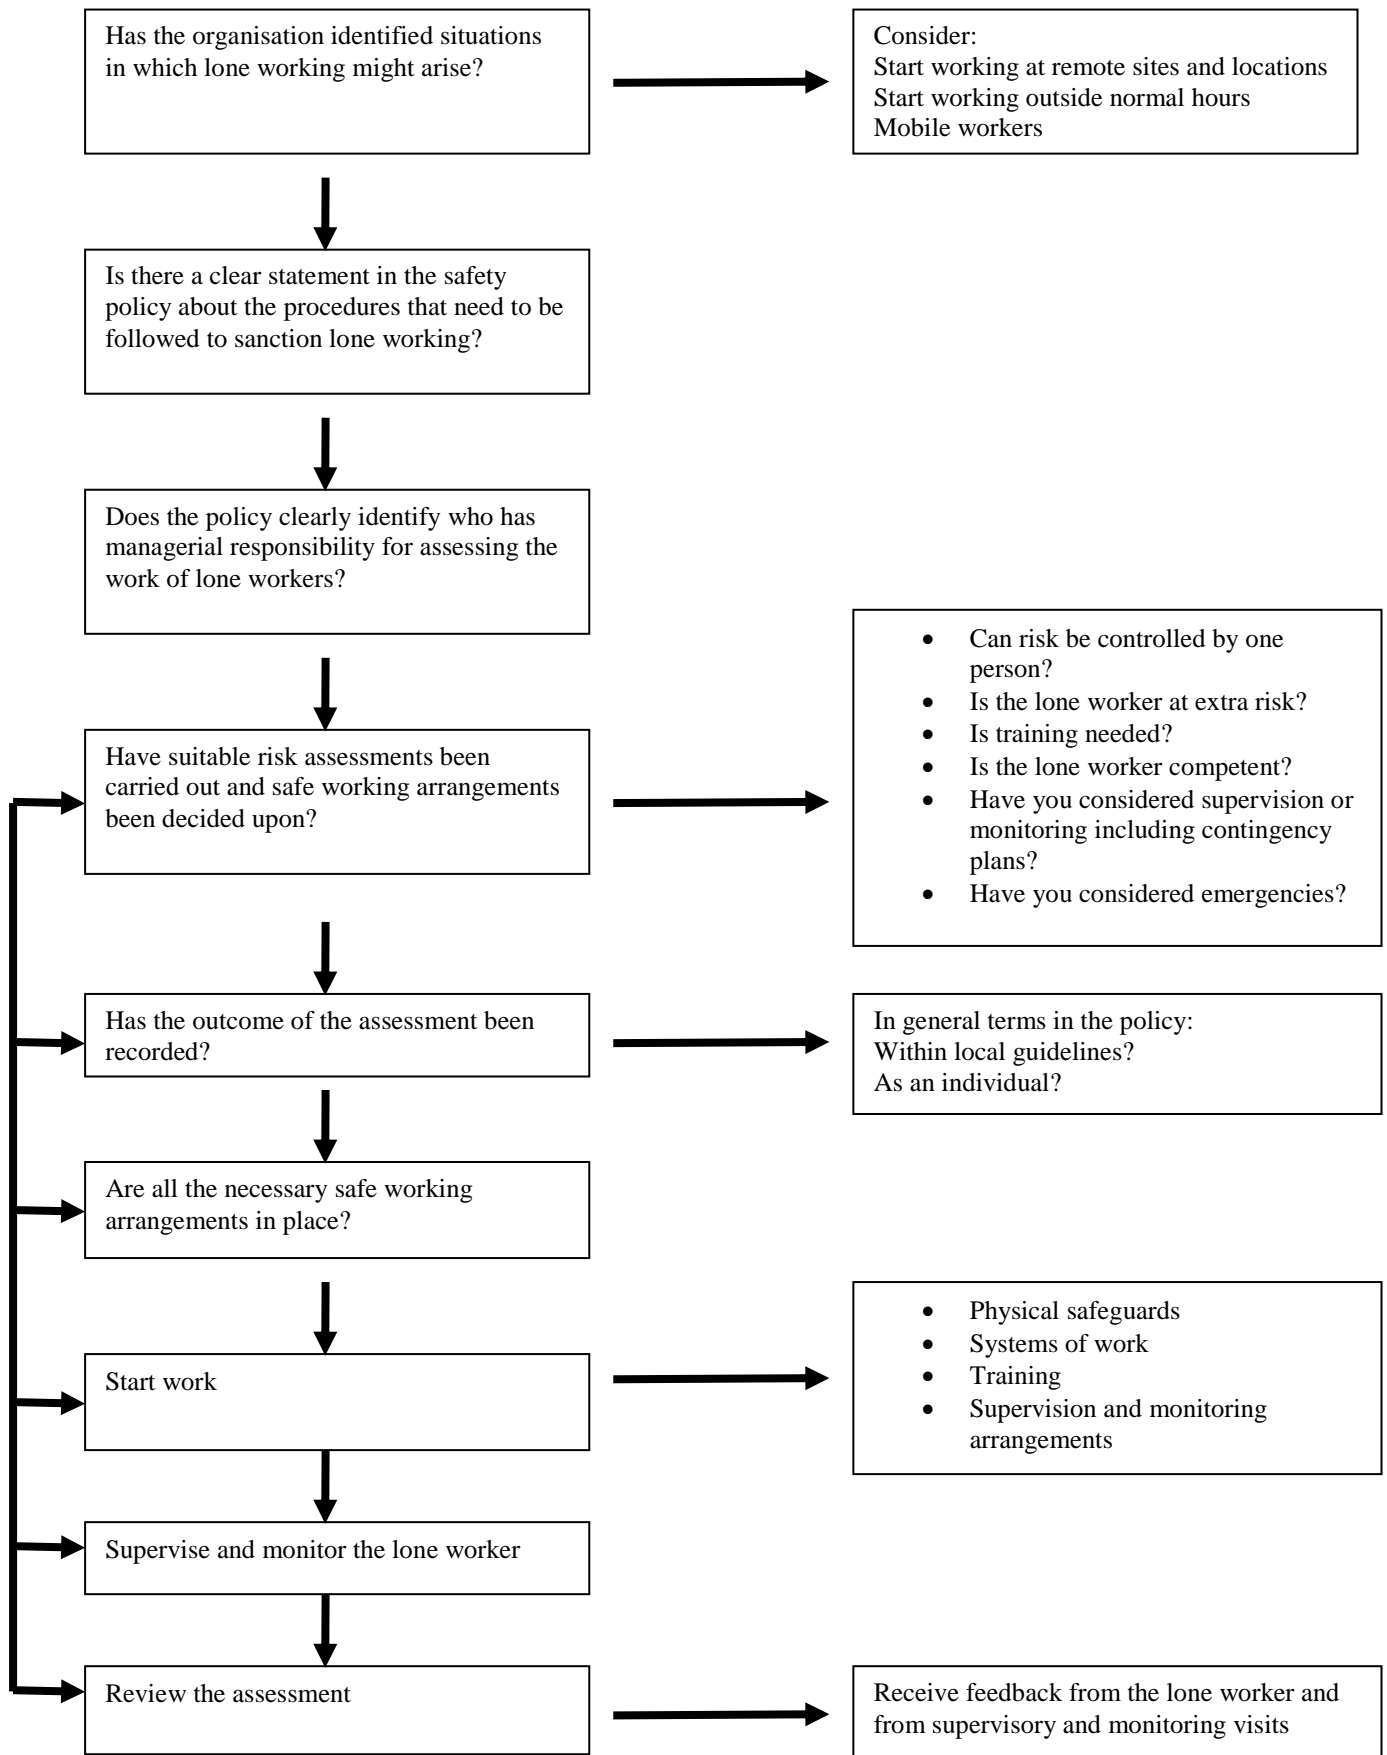 Has the organisation identified situations
in which lone working might arise?
Consider:
Start working at remote sites and locations
Start working outside normal hours
Mobile workers
Is there a clear statement in the safety
policy about the procedures that need to be
followed to sanction lone working?
Does the policy clearly identify who has
managerial responsibility for assessing the
work of lone workers?
Have suitable risk assessments been
carried out and safe working arrangements
been decided upon?
• Can risk be controlled by one
person?
• Is the lone worker at extra risk?
• Is training needed?
• Is the lone worker competent?
• Have you considered supervision or
monitoring including contingency
plans?
• Have you considered emergencies?
Has the outcome of the assessment been
recorded?
In general terms in the policy:
Within local guidelines?
As an individual?
Are all the necessary safe working
arrangements in place?
Start work
• Physical safeguards
• Systems of work
• Training
• Supervision and monitoring
arrangements
Supervise and monitor the lone worker
Review the assessment
Receive feedback from the lone worker and
from supervisory and monitoring visits